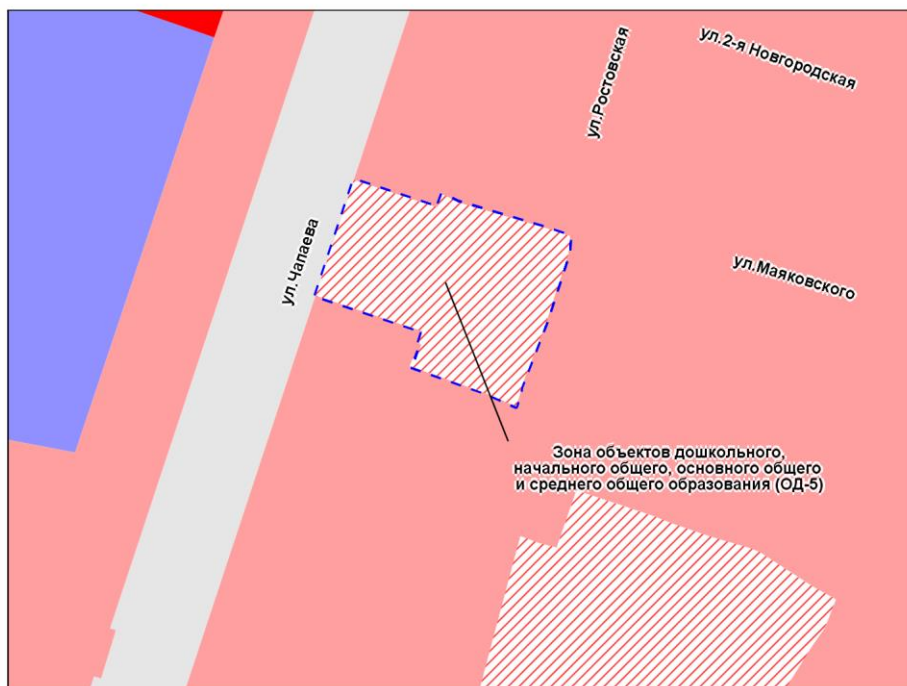 ул.2-я Новгородская
ул.Ростовская
ул.Чапаева
ул.Маяковского
Зона объектов дошкольного,
начального общего, основного общего
и среднего общего образования (ОД-5)